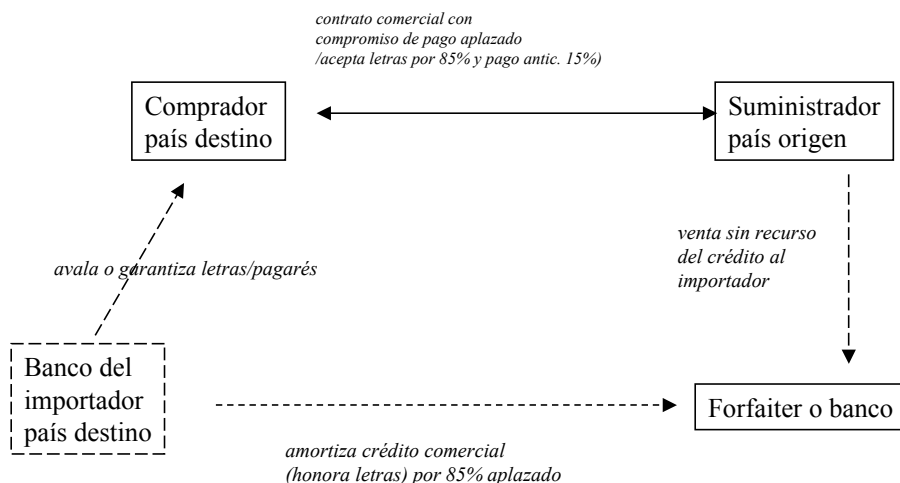 contrato comercial con
compromiso de pago aplazado
/acepta letras por 85% y pago antic. 15%)
Comprador
país destino
Suministrador
país origen
venta sin recurso
del crédito al
importador
avala o garantiza letras/pagarés
Banco del
importador
país destino
Forfaiter o banco
amortiza crédito comercial
(honora letras) por 85% aplazado